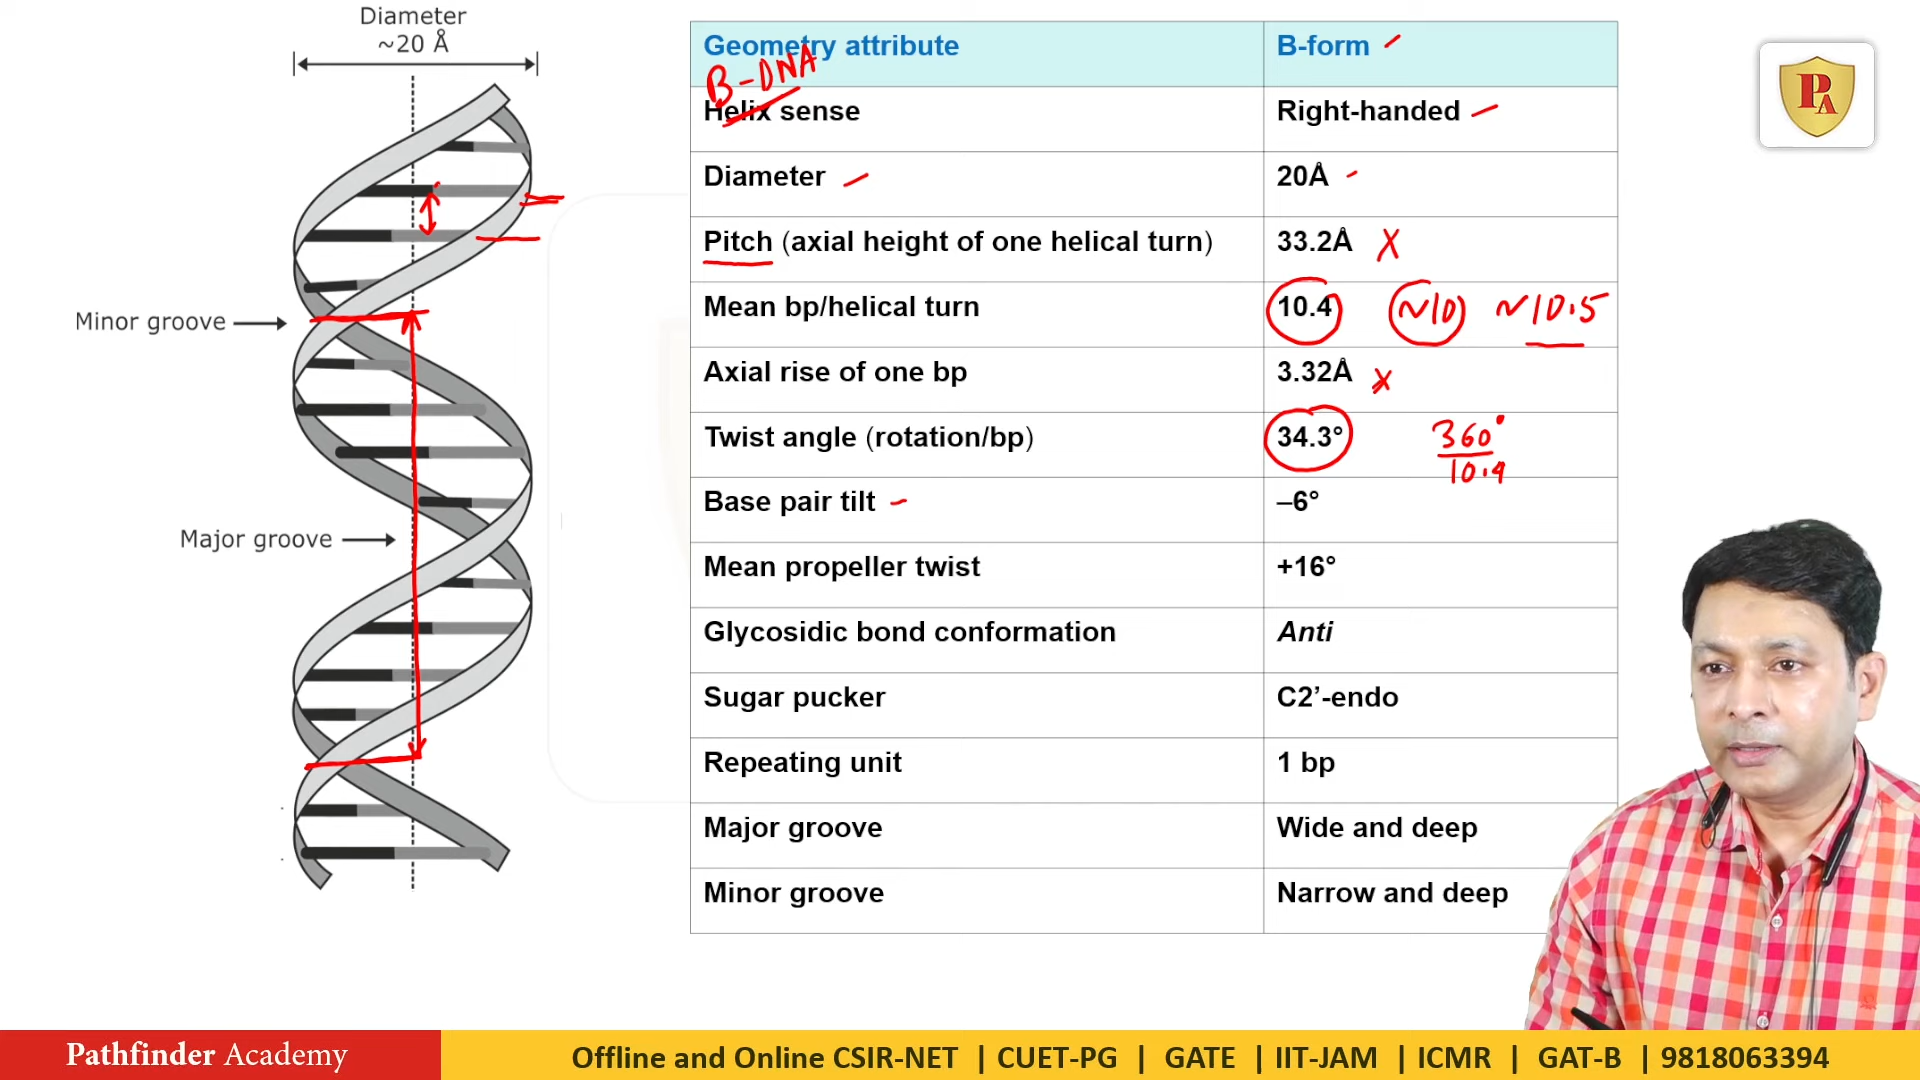 Diameter
~20 Å
Minor groove
Major groove
Geometry attribute B-form
B-DNA
Helix sense Right-handed
Diameter 20Å
Pitch (axial height of one helical turn) 33.2Å X
Mean bp/helical turn 10.4 ~10 ~10.5
Axial rise of one bp 3.32Å x
Twist angle (rotation/bp) 34.3° 360°
10.4
Base pair tilt –6°
Mean propeller twist +16°
Glycosidic bond conformation Anti
Sugar pucker C2’-endo
Repeating unit 1 bp
Major groove Wide and deep
Minor groove Narrow and deep
PA
Pathfinder Academy
Offline and Online CSIR-NET | CUET-PG | GATE | IIT-JAM | ICMR | GAT-B | 9818063394